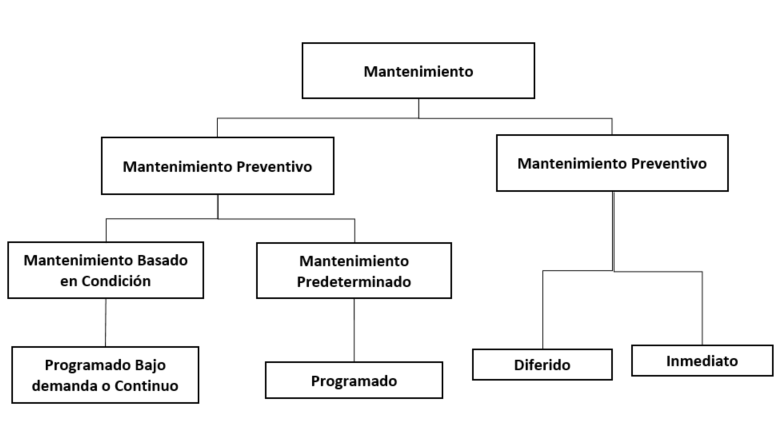 Mantenimiento
Mantenimiento Preventivo
Mantenimiento Preventivo
Mantenimiento Basado
en Condición
Mantenimiento
Predeterminado
Programado Bajo
demanda o Continuo
Programado
Diferido
Inmediato